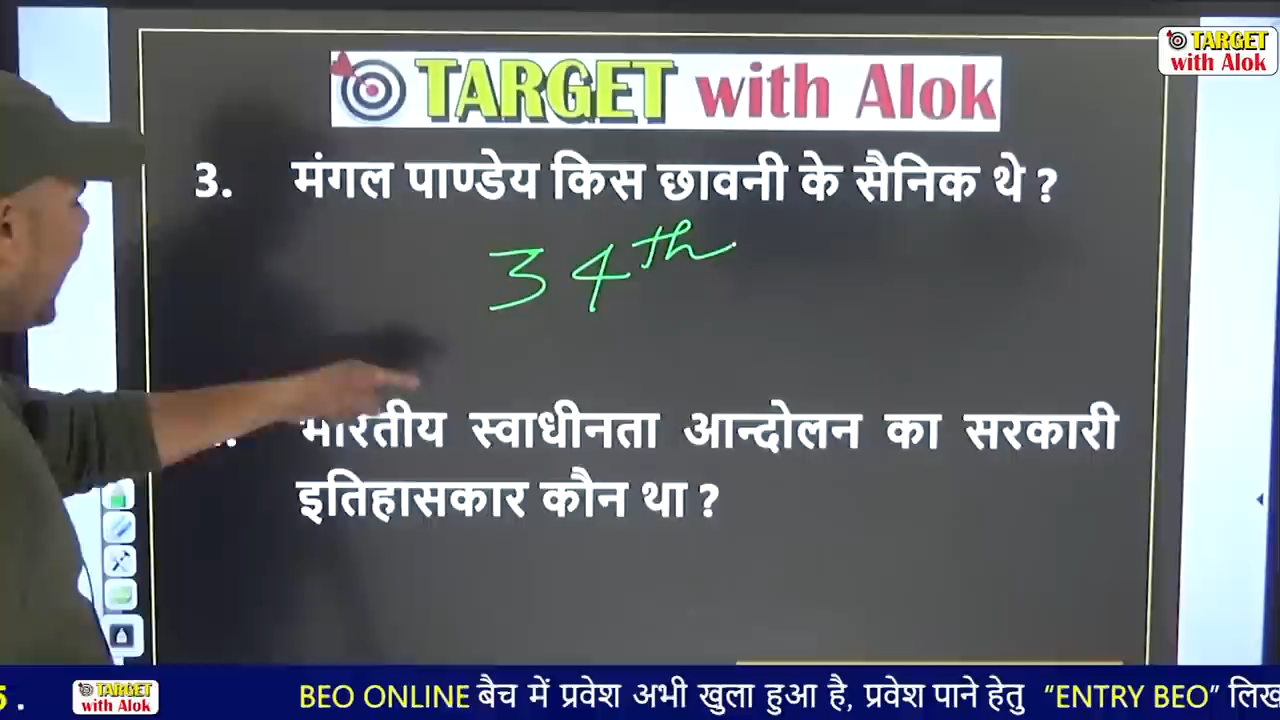 TARGET
with Alok
TARGET with Alok
3. मंगल पाण्डेय किस छावनी के सैनिक थे ?
34th
भारतीय स्वाधीनता आन्दोलन का सरकारी
इतिहासकार कौन था ?
5 .
TARGET
with Alok
BEO ONLINE बैच में प्रवेश अभी खुला हुआ है, प्रवेश पाने हेतु “ENTRY BEO” लिख